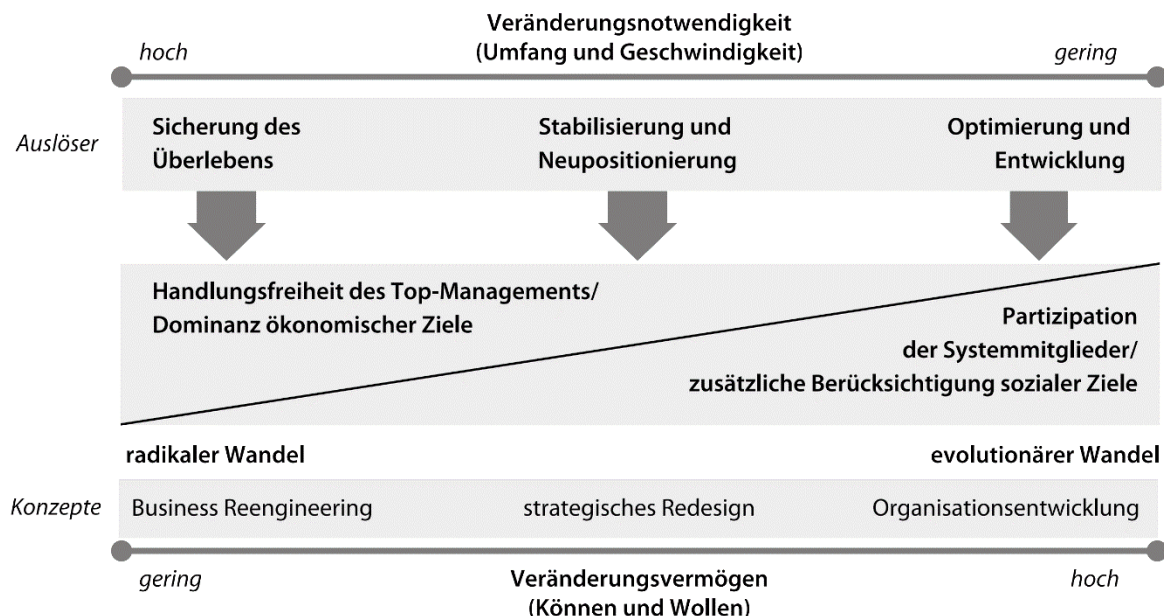 Veränderungsnotwendigkeit
hoch (Umfang und Geschwindigkeit) gering
Auslöser
Sicherung des
Überlebens
Stabilisierung und
Neupositionierung
Optimierung und
Entwicklung
Handlungsfreiheit des Top-Managements/
Dominanz ökonomischer Ziele
Partizipation
der Systemmitglieder/
zusätzliche Berücksichtigung sozialer Ziele
radikaler Wandel evolutionärer Wandel
Konzepte Business Reengineering strategisches Redesign Organisationsentwicklung
gering Veränderungsvermögen hoch
(Können und Wollen)